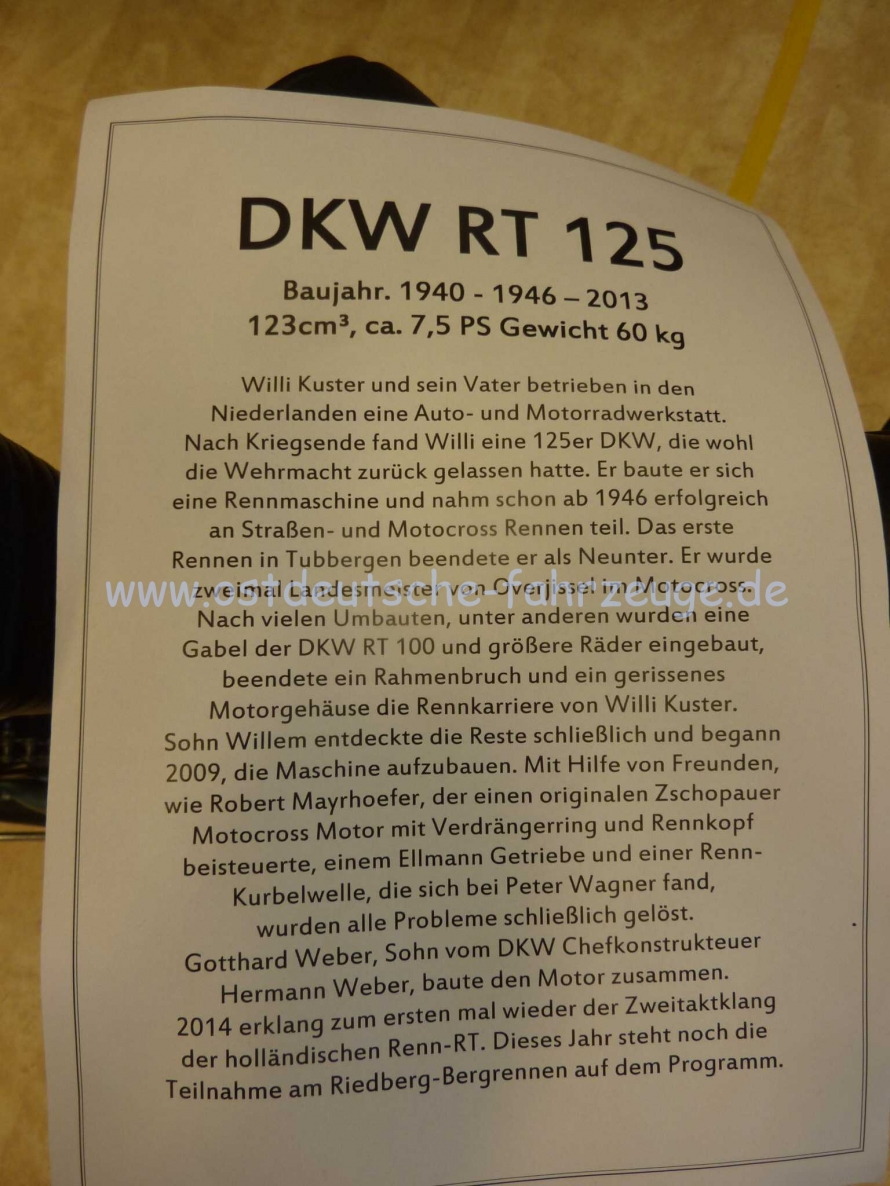 DKW RT 125
Baujahr. 1940 - 1946 – 2013
123cm³, ca. 7,5 PS Gewicht 60 kg
Willi Kuster und sein Vater betrieben in den
Niederlanden eine Auto- und Motorradwerkstatt.
Nach Kriegsende fand Willi eine 125er DKW, die wohl
die Wehrmacht zurück gelassen hatte. Er baute er sich
eine Rennmaschine und nahm schon ab 1946 erfolgreich
an Straßen- und Motocross Rennen teil. Das erste
Rennen in Tubbergen beendete er als Neunter. Er wurde
zweimal Landesmeister von Overjissel im Motocross.
www.ostdeutsche-fahrzeuge.de
Nach vielen Umbauten, unter anderen wurden eine
Gabel der DKW RT 100 und größere Räder eingebaut,
beendete ein Rahmenbruch und ein gerissenes
Motorgehäuse die Rennkarriere von Willi Kuster.
Sohn Willem entdeckte die Reste schließlich und begann
2009, die Maschine aufzubauen. Mit Hilfe von Freunden,
wie Robert Mayrhoefer, der einen originalen Zschopauer
Motocross Motor mit Verdrängerring und Rennkopf
beisteuerte, einem Ellmann Getriebe und einer Renn-
Kurbelwelle, die sich bei Peter Wagner fand,
wurden alle Probleme schließlich gelöst.
Gotthard Weber, Sohn vom DKW Chefkonstrukteuer
Hermann Weber, baute den Motor zusammen.
2014 erklang zum ersten mal wieder der Zweitaktklang
der holländischen Renn-RT. Dieses Jahr steht noch die
Teilnahme am Riedberg-Bergrennen auf dem Programm.